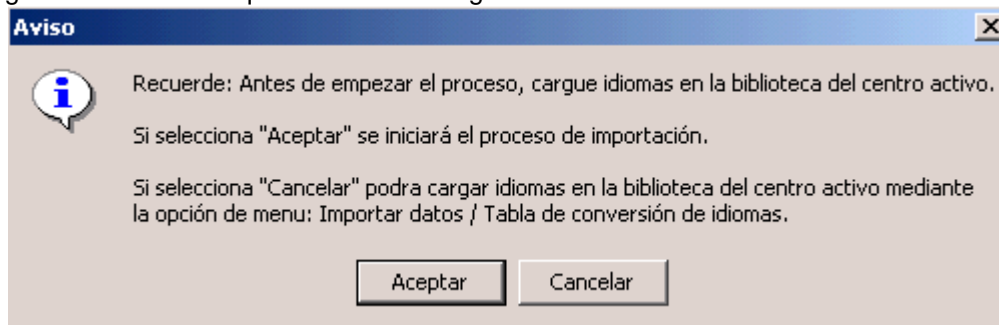 Aviso
Recuerde: Antes de empezar el proceso, cargue idiomas en la biblioteca del centro activo.
Si selecciona "Aceptar" se iniciará el proceso de importación.
Si selecciona "Cancelar" podra cargar idiomas en la biblioteca del centro activo mediante
la opción de menu: Importar datos / Tabla de conversión de idiomas.
Aceptar Cancelar